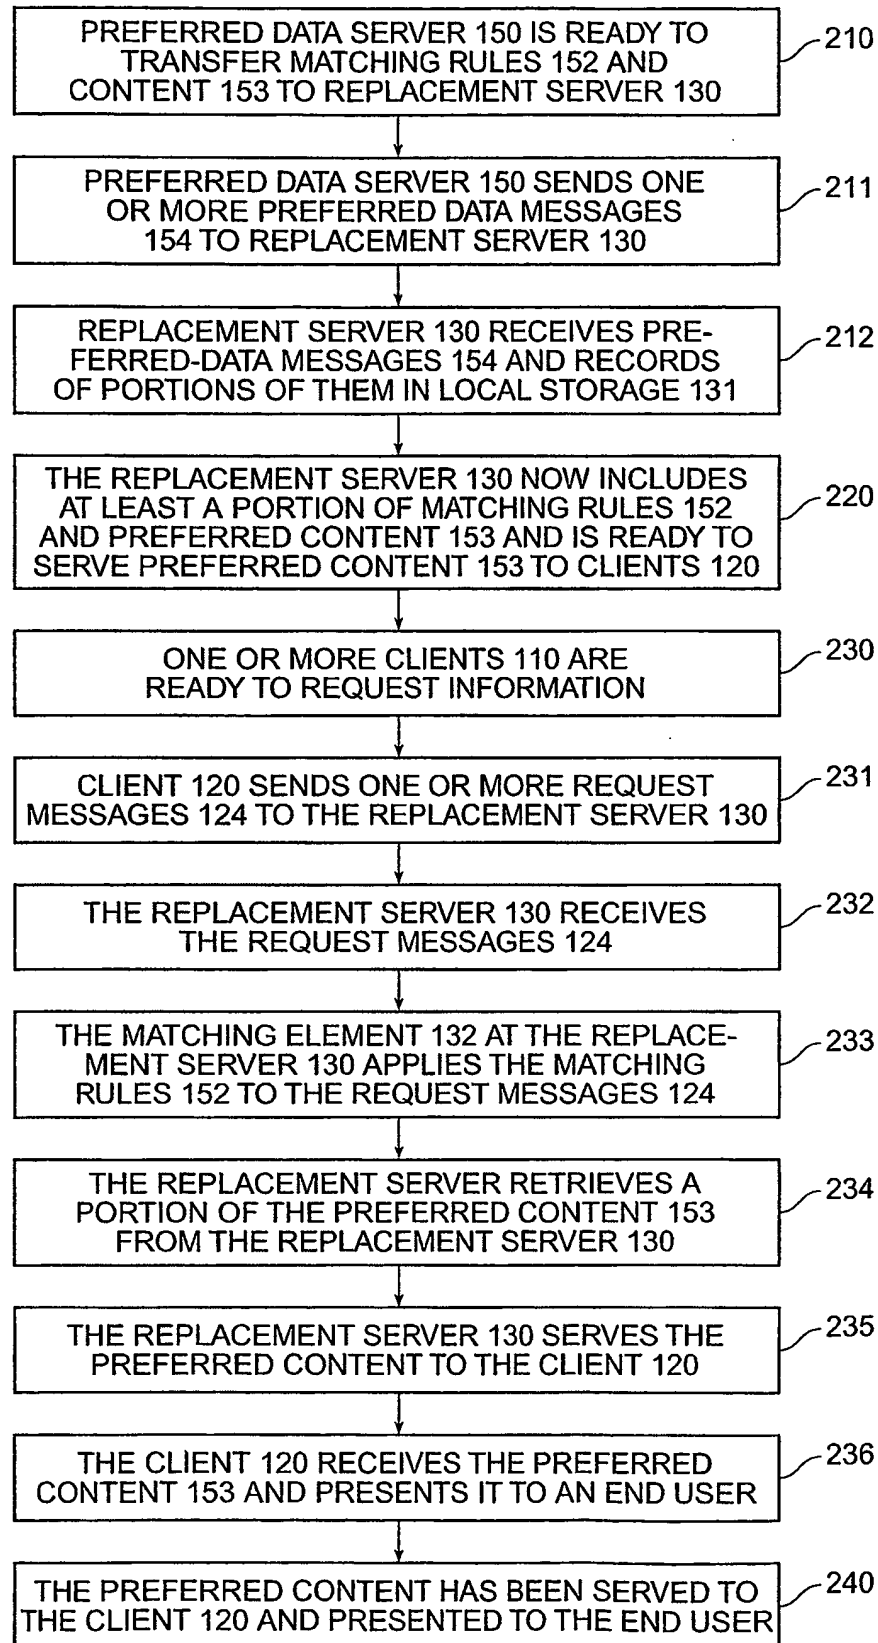 PREFERRED DATA SERVER 150 IS READY TO
TRANSFER MATCHING RULES 152 AND
CONTENT 153 TO REPLACEMENT SERVER 130
210
PREFERRED DATA SERVER 150 SENDS ONE
OR MORE PREFERRED DATA MESSAGES
154 TO REPLACEMENT SERVER 130
211
REPLACEMENT SERVER 130 RECEIVES PRE-
FERRED-DATA MESSAGES 154 AND RECORDS
OF PORTIONS OF THEM IN LOCAL STORAGE 131
212
THE REPLACEMENT SERVER 130 NOW INCLUDES
AT LEAST A PORTION OF MATCHING RULES 152
AND PREFERRED CONTENT 153 AND IS READY TO
SERVE PREFERRED CONTENT 153 TO CLIENTS 120
220
ONE OR MORE CLIENTS 110 ARE
READY TO REQUEST INFORMATION
230
CLIENT 120 SENDS ONE OR MORE REQUEST
MESSAGES 124 TO THE REPLACEMENT SERVER 130
231
THE REPLACEMENT SERVER 130 RECEIVES
THE REQUEST MESSAGES 124
232
THE MATCHING ELEMENT 132 AT THE REPLACE-
MENT SERVER 130 APPLIES THE MATCHING
RULES 152 TO THE REQUEST MESSAGES 124
233
THE REPLACEMENT SERVER RETRIEVES A
PORTION OF THE PREFERRED CONTENT 153
FROM THE REPLACEMENT SERVER 130
234
THE REPLACEMENT SERVER 130 SERVES THE
PREFERRED CONTENT TO THE CLIENT 120
235
THE CLIENT 120 RECEIVES THE PREFERRED
CONTENT 153 AND PRESENTS IT TO AN END USER
236
THE PREFERRED CONTENT HAS BEEN SERVED TO
THE CLIENT 120 AND PRESENTED TO THE END USER
240